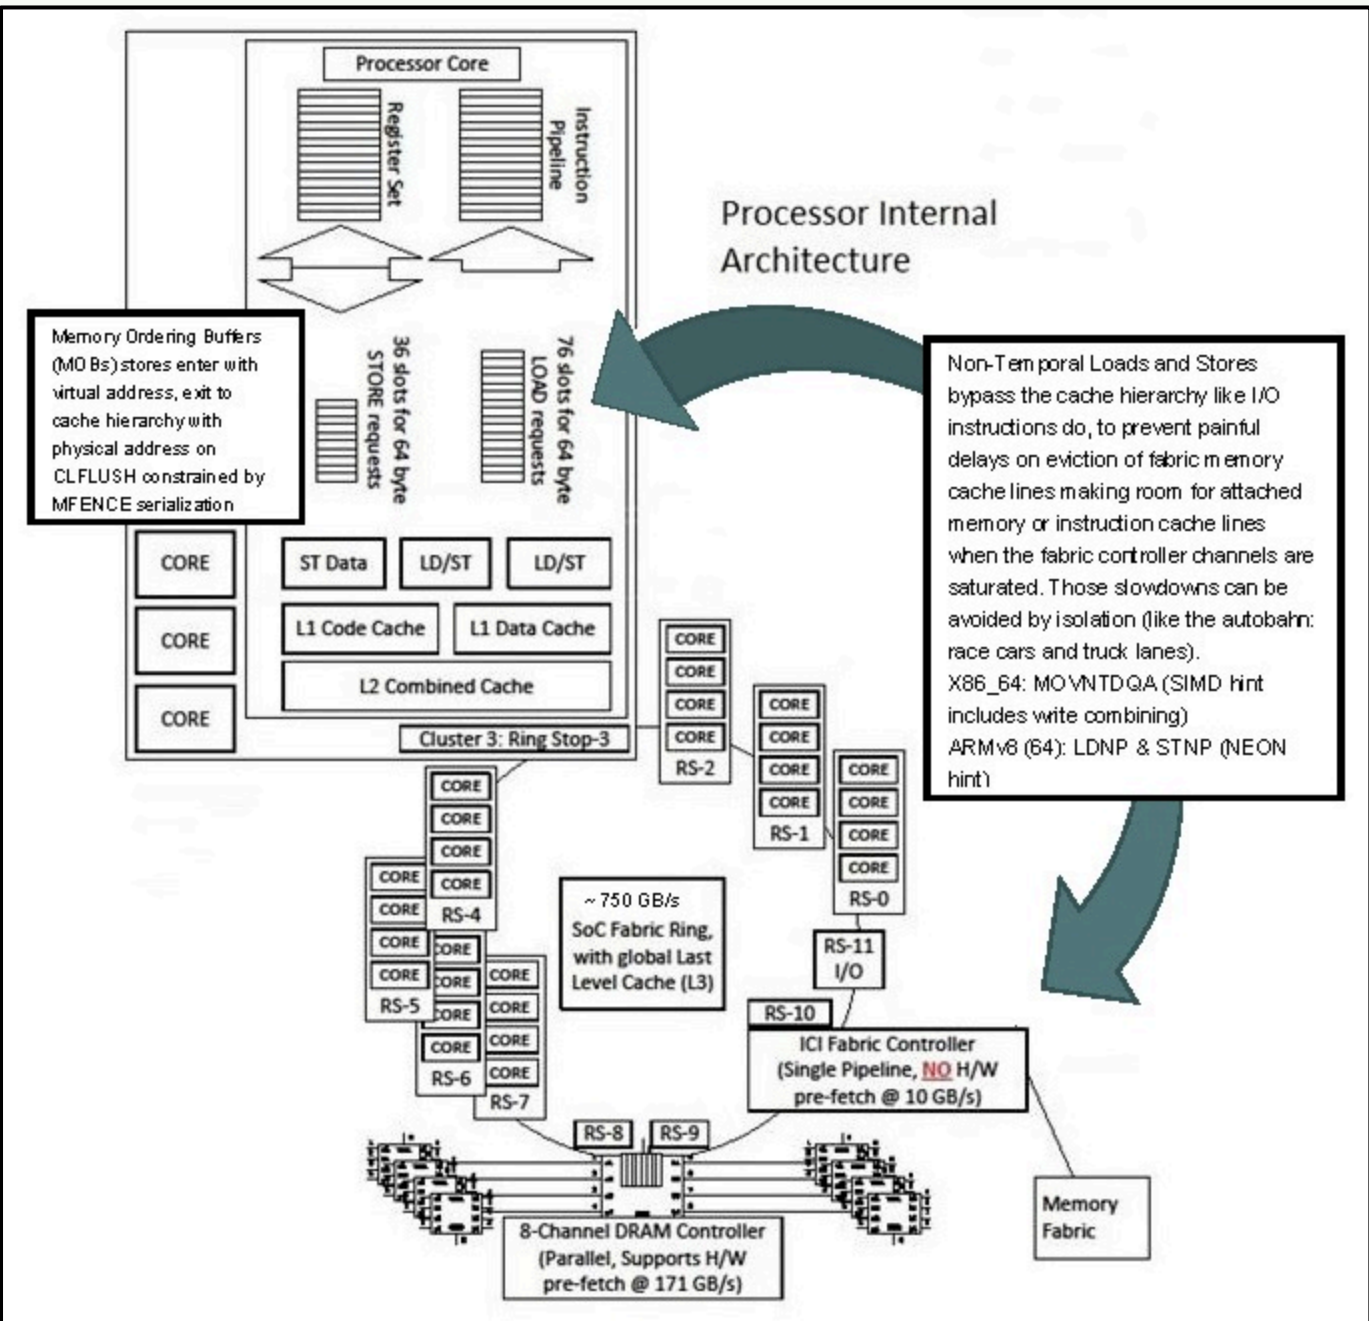 Processor Core
Register Set
Instruction
Pipeline
Processor Internal
Architecture
Memory Ordering Buffers
(MOBs) stores enter with
virtual address, exit to
cache hierarchy with
physical address on
CLFLUSH constrained by
MFENCE serialization
36 slots for 64 byte
STORE requests
76 slots for 64 byte
LOAD requests
Non-Temporal Loads and Stores
bypass the cache hierarchy like I/O
instructions do, to prevent painful
delays on eviction of fabric memory
cache lines making room for attached
memory or instruction cache lines
when the fabric controller channels are
saturated. Those slowdowns can be
avoided by isolation (like the autobahn:
race cars and truck lanes).
X86_64: MOVNTDQA (SIMD hint
includes write combining)
ARMv8 (64): LDNP & STNP (NEON
hint)
CORE
CORE
CORE
ST Data
LD/ST
LD/ST
L1 Code Cache
L1 Data Cache
L2 Combined Cache
Cluster 3: Ring Stop-3
CORE
CORE
CORE
CORE
RS-2
CORE
CORE
CORE
CORE
RS-1
CORE
CORE
CORE
CORE
RS-0
CORE
CORE
CORE
CORE
RS-4
CORE
CORE
CORE
CORE
RS-5
CORE
CORE
CORE
CORE
RS-6
CORE
CORE
CORE
CORE
RS-7
~ 750 GB/s
SoC Fabric Ring,
with global Last
Level Cache (L3)
RS-11
I/O
RS-10
ICI Fabric Controller
(Single Pipeline, NO H/W
pre-fetch @ 10 GB/s)
RS-8
RS-9
8-Channel DRAM Controller
(Parallel, Supports H/W
pre-fetch @ 171 GB/s)
Memory
Fabric